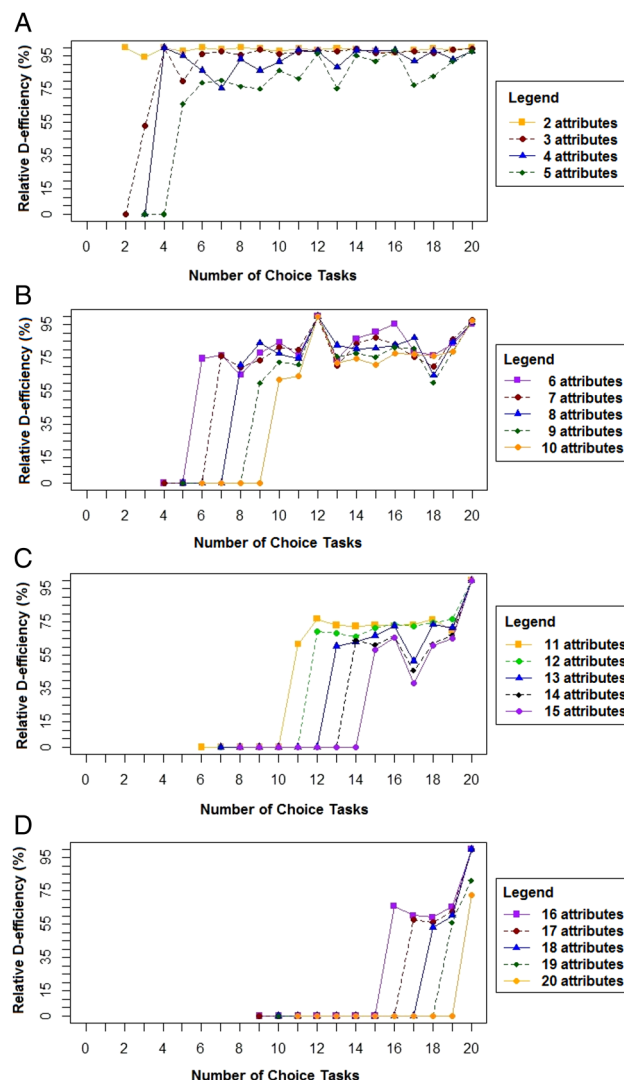 A
Relative D-efficiency (%)
95
75
55
35
15
0
0 2 4 6 8 10 12 14 16 18 20
Number of Choice Tasks
Legend
2 attributes
3 attributes
4 attributes
5 attributes
B
Relative D-efficiency (%)
95
75
55
35
15
0
0 2 4 6 8 10 12 14 16 18 20
Number of Choice Tasks
Legend
6 attributes
7 attributes
8 attributes
9 attributes
10 attributes
C
Relative D-efficiency (%)
95
75
55
35
15
0
0 2 4 6 8 10 12 14 16 18 20
Number of Choice Tasks
Legend
11 attributes
12 attributes
13 attributes
14 attributes
15 attributes
D
Relative D-efficiency (%)
95
75
55
35
15
0
0 2 4 6 8 10 12 14 16 18 20
Number of Choice Tasks
Legend
16 attributes
17 attributes
18 attributes
19 attributes
20 attributes